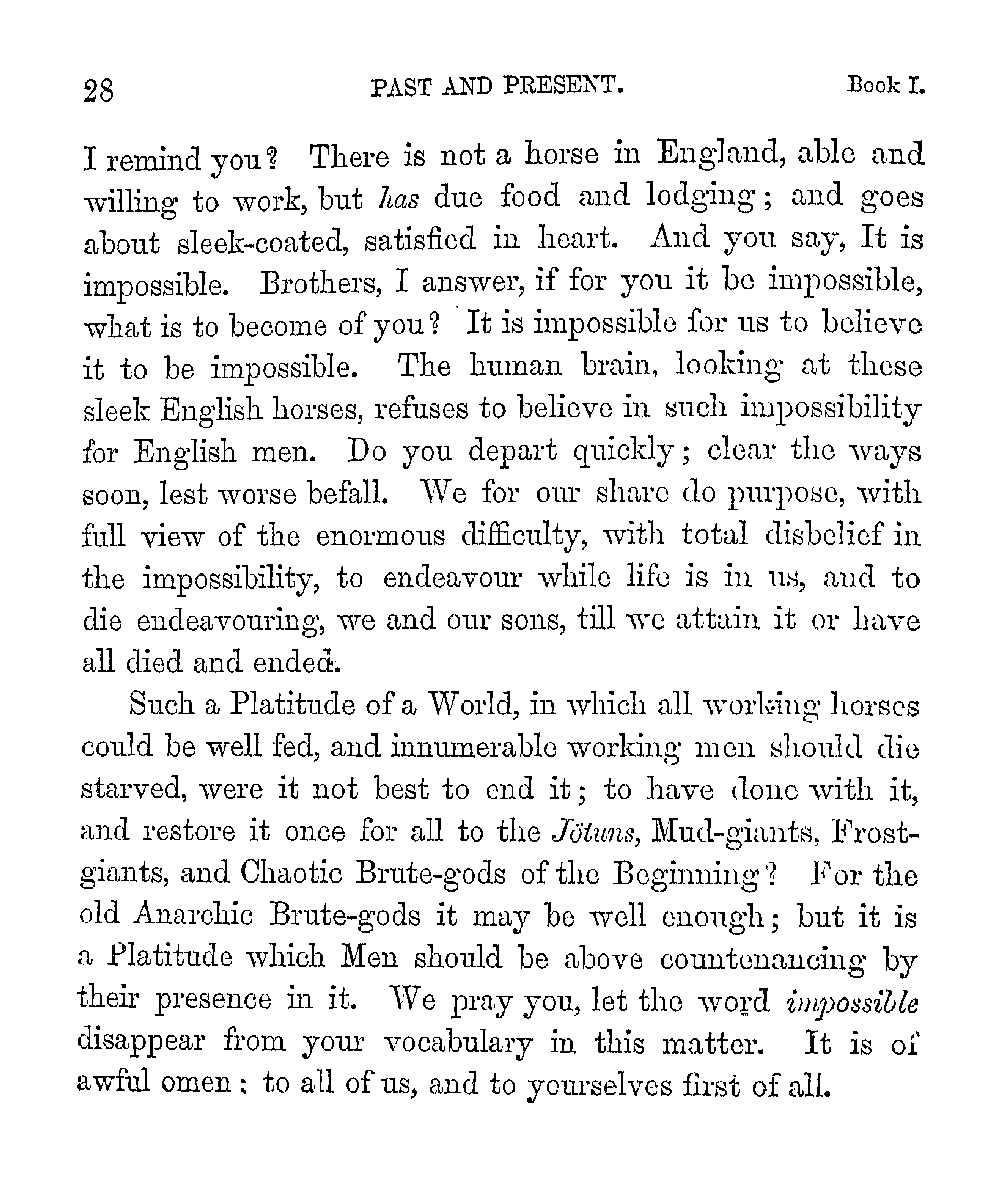 28 PAST AND PRESENT. Book I.
I remind you? There is not a horse in England, able and
willing to work, but has due food and lodging; and goes
about sleek-coated, satisfied in heart. And you say, It is
impossible. Brothers, I answer, if for you it be impossible,
what is to become of you? It is impossible for us to believe
it to be impossible. The human brain, looking at these
sleek English horses, refuses to believe in such impossibility
for English men. Do you depart quickly; clear the ways
soon, lest worse befall. We for our share do purpose, with
full view of the enormous difficulty, with total disbelief in
the impossibility, to endeavour while life is in us, and to
die endeavouring, we and our sons, till we attain it or have
all died and ended.
Such a Platitude of a World, in which all working horses
could be well fed, and innumerable working men should die
starved, were it not best to end it; to have done with it,
and restore it once for all to the Jötuns, Mud-giants, Frost-
giants, and Chaotic Brute-gods of the Beginning? For the
old Anarchic Brute-gods it may be well enough; but it is
a Platitude which Men should be above countenancing by
their presence in it. We pray you, let the word impossible
disappear from your vocabulary in this matter. It is of
awful omen; to all of us, and to yourselves first of all.